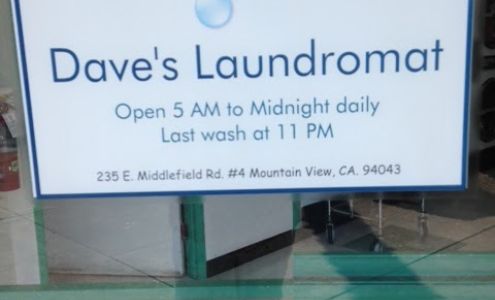 Dave's Laundromat
Open 5 AM to Midnight daily
Last wash at 11 PM
235 E. Middlefield Rd. #4 Mountain View, CA. 94043